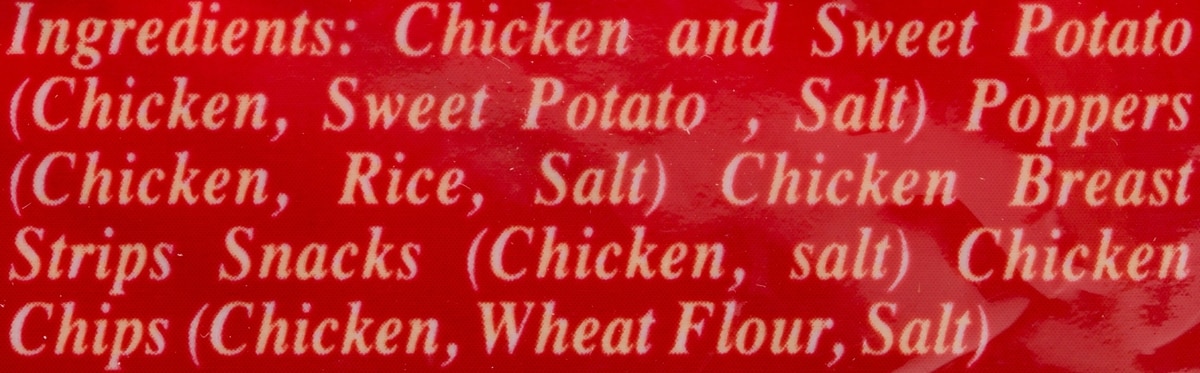 Ingredients: Chicken and Sweet Potato
(Chicken, Sweet Potato , Salt) Poppers
(Chicken, Rice, Salt) Chicken Breast
Strips Snacks (Chicken, salt) Chicken
Chips (Chicken, Wheat Flour, Salt)